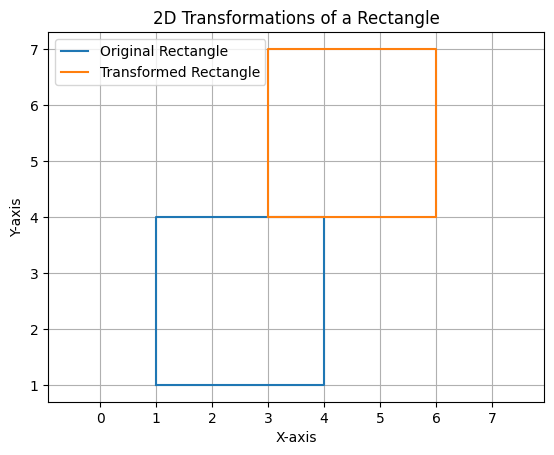 2D Transformations of a Rectangle
Original Rectangle
Transformed Rectangle
7
6
5
4
3
2
1
Y-axis
0 1 2 3 4 5 6 7
X-axis